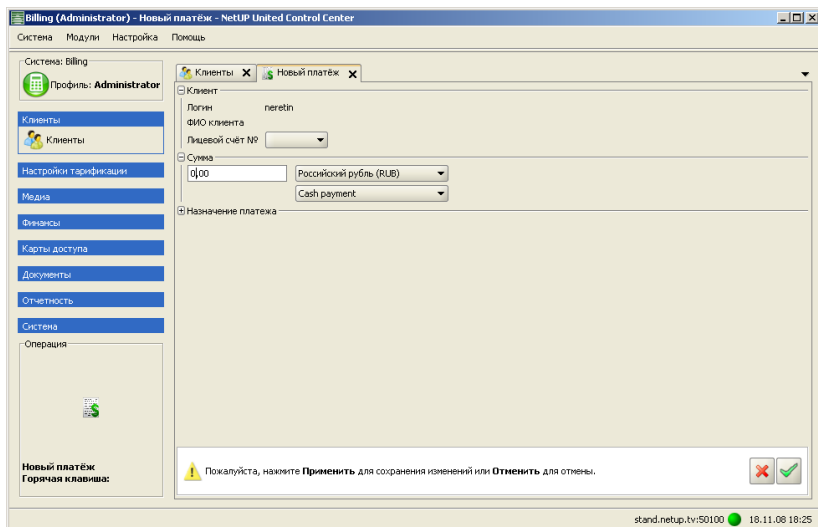 Billing (Administrator) - Новый платёж - NetUP United Control Center
Система Модули Настройка Помощь
Система: Billing
Профиль: Administrator
Клиенты
Клиенты
Настройки тарификации
Медиа
Финансы
Карты доступа
Документы
Отчетность
Система
Операция
Новый платёж
Горячая клавиша:
Клиенты Новый платёж
Клиент
Логин neretin
ФИО клиента
Лицевой счёт №
Сумма
0,00 Российский рубль (RUB)
Cash payment
Назначение платежа
Пожалуйста, нажмите Применить для сохранения изменений или Отменить для отмены.
stand.netup.tv:50100 18.11.08 18:25